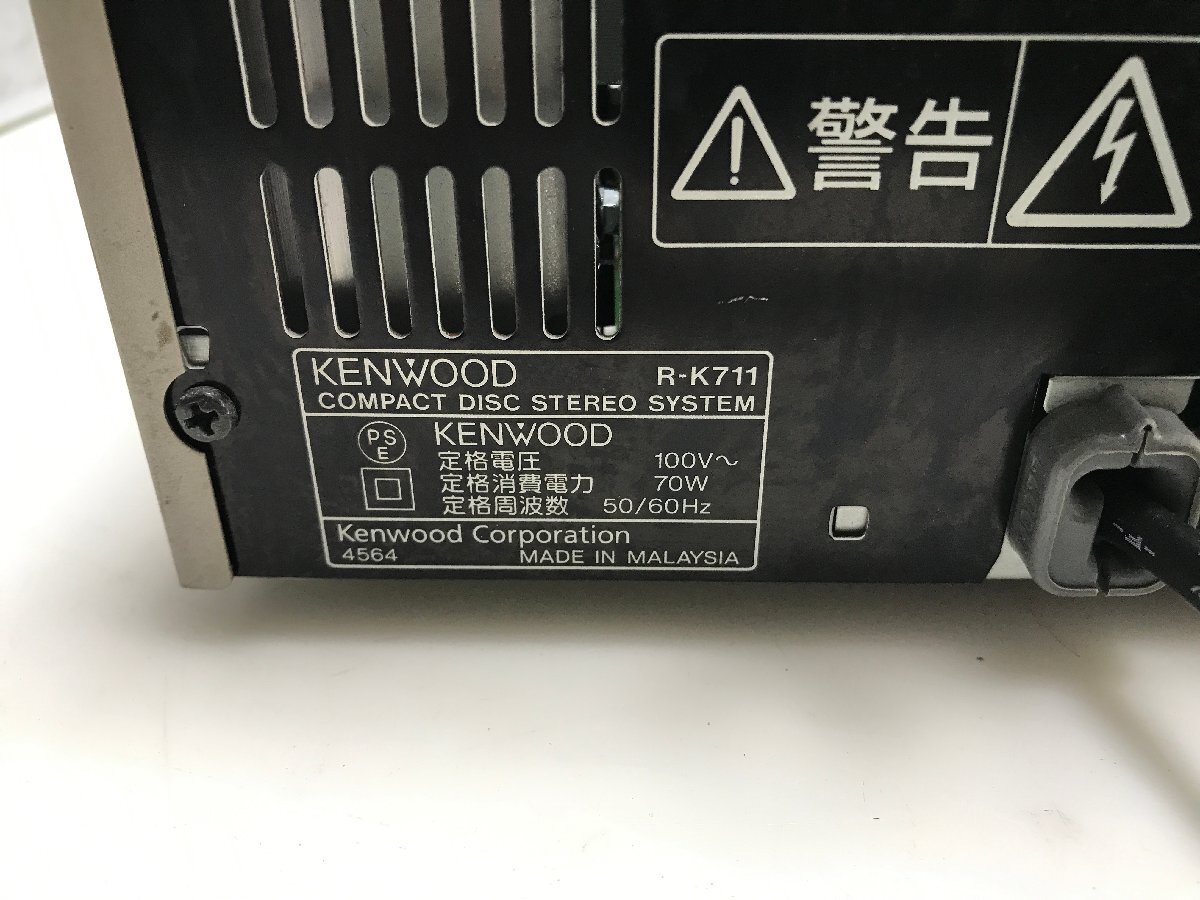 警告
KENWOOD R-K711
COMPACT DISC STEREO SYSTEM
PS
E
KENWOOD
定格電圧 100V～
定格消費電力 70W
定格周波数 50/60Hz
Kenwood Corporation
4564 MADE IN MALAYSIA